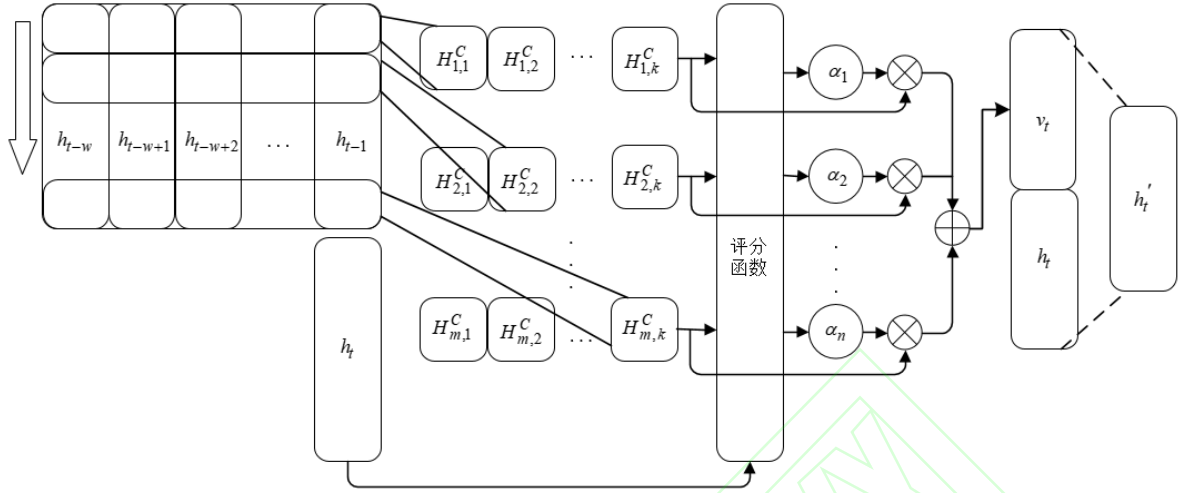 h_{t-w} h_{t-w+1} h_{t-w+2} ... h_{t-1}
h_t
H^C_{1,1} H^C_{1,2} ... H^C_{1,k}
H^C_{2,1} H^C_{2,2} ... H^C_{2,k}
H^C_{m,1} H^C_{m,2} ... H^C_{m,k}
评分
函数
α_1
α_2
α_n
v_t
h_t
h_t'